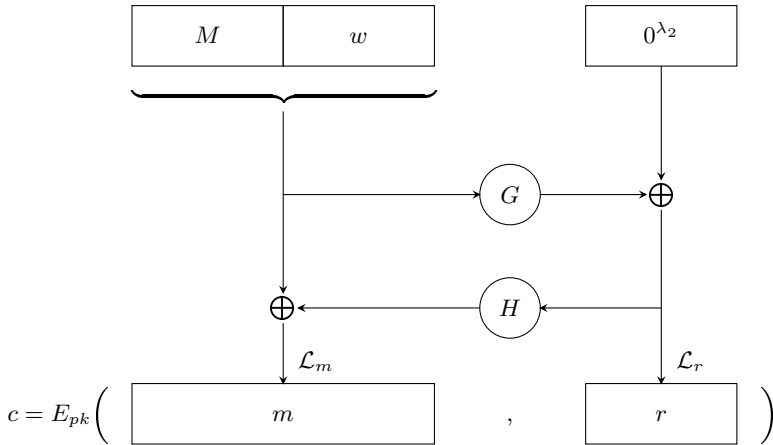 M w 0^{λ_2}
G ⊕
⊕ H
ℒ_m ℒ_r
c = E_{pk}( m , r )